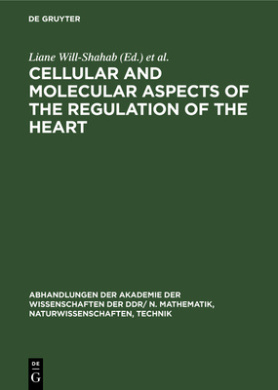 DE GRUYTER
Liane Will-Shahab (Ed.) et al.
CELLULAR AND
MOLECULAR ASPECTS OF
THE REGULATION OF THE
HEART
ABHANDLUNGEN DER AKADEMIE DER
WISSENSCHAFTEN DER DDR/ N. MATHEMATIK,
NATURWISSENSCHAFTEN, TECHNIK
DE
G